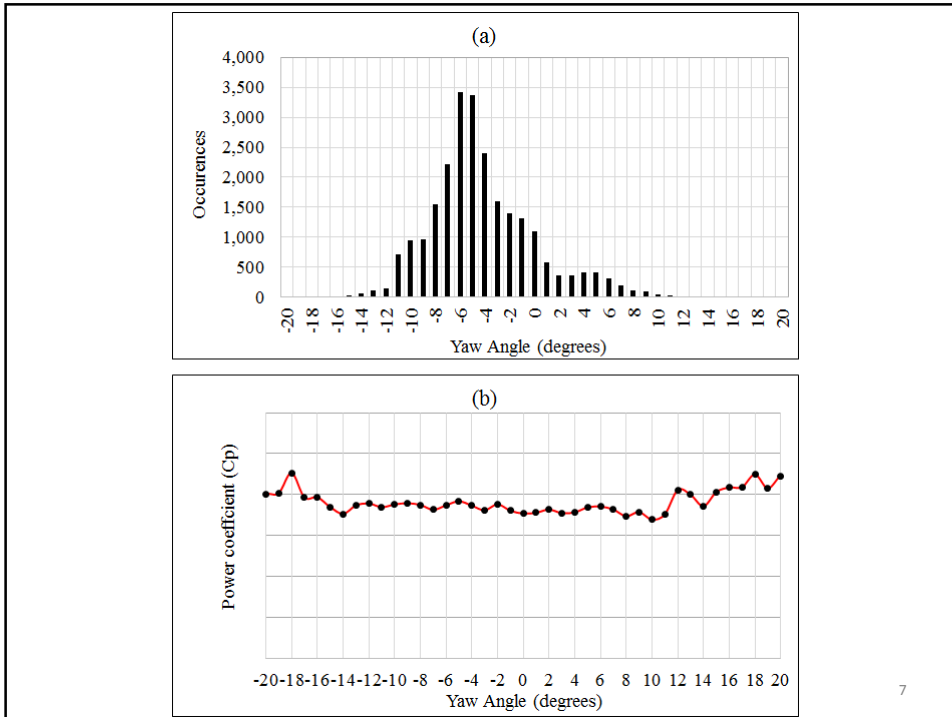 (a)
4,000
3,500
3,000
2,500
2,000
1,500
1,000
500
0
Occurences
-20 -18 -16 -14 -12 -10 -8 -6 -4 -2 0 2 4 6 8 10 12 14 16 18 20
Yaw Angle (degrees)
(b)
Power coeffcient (Cp)
-20 -18 -16 -14 -12 -10 -8 -6 -4 -2 0 2 4 6 8 10 12 14 16 18 20
Yaw Angle (degrees)
7